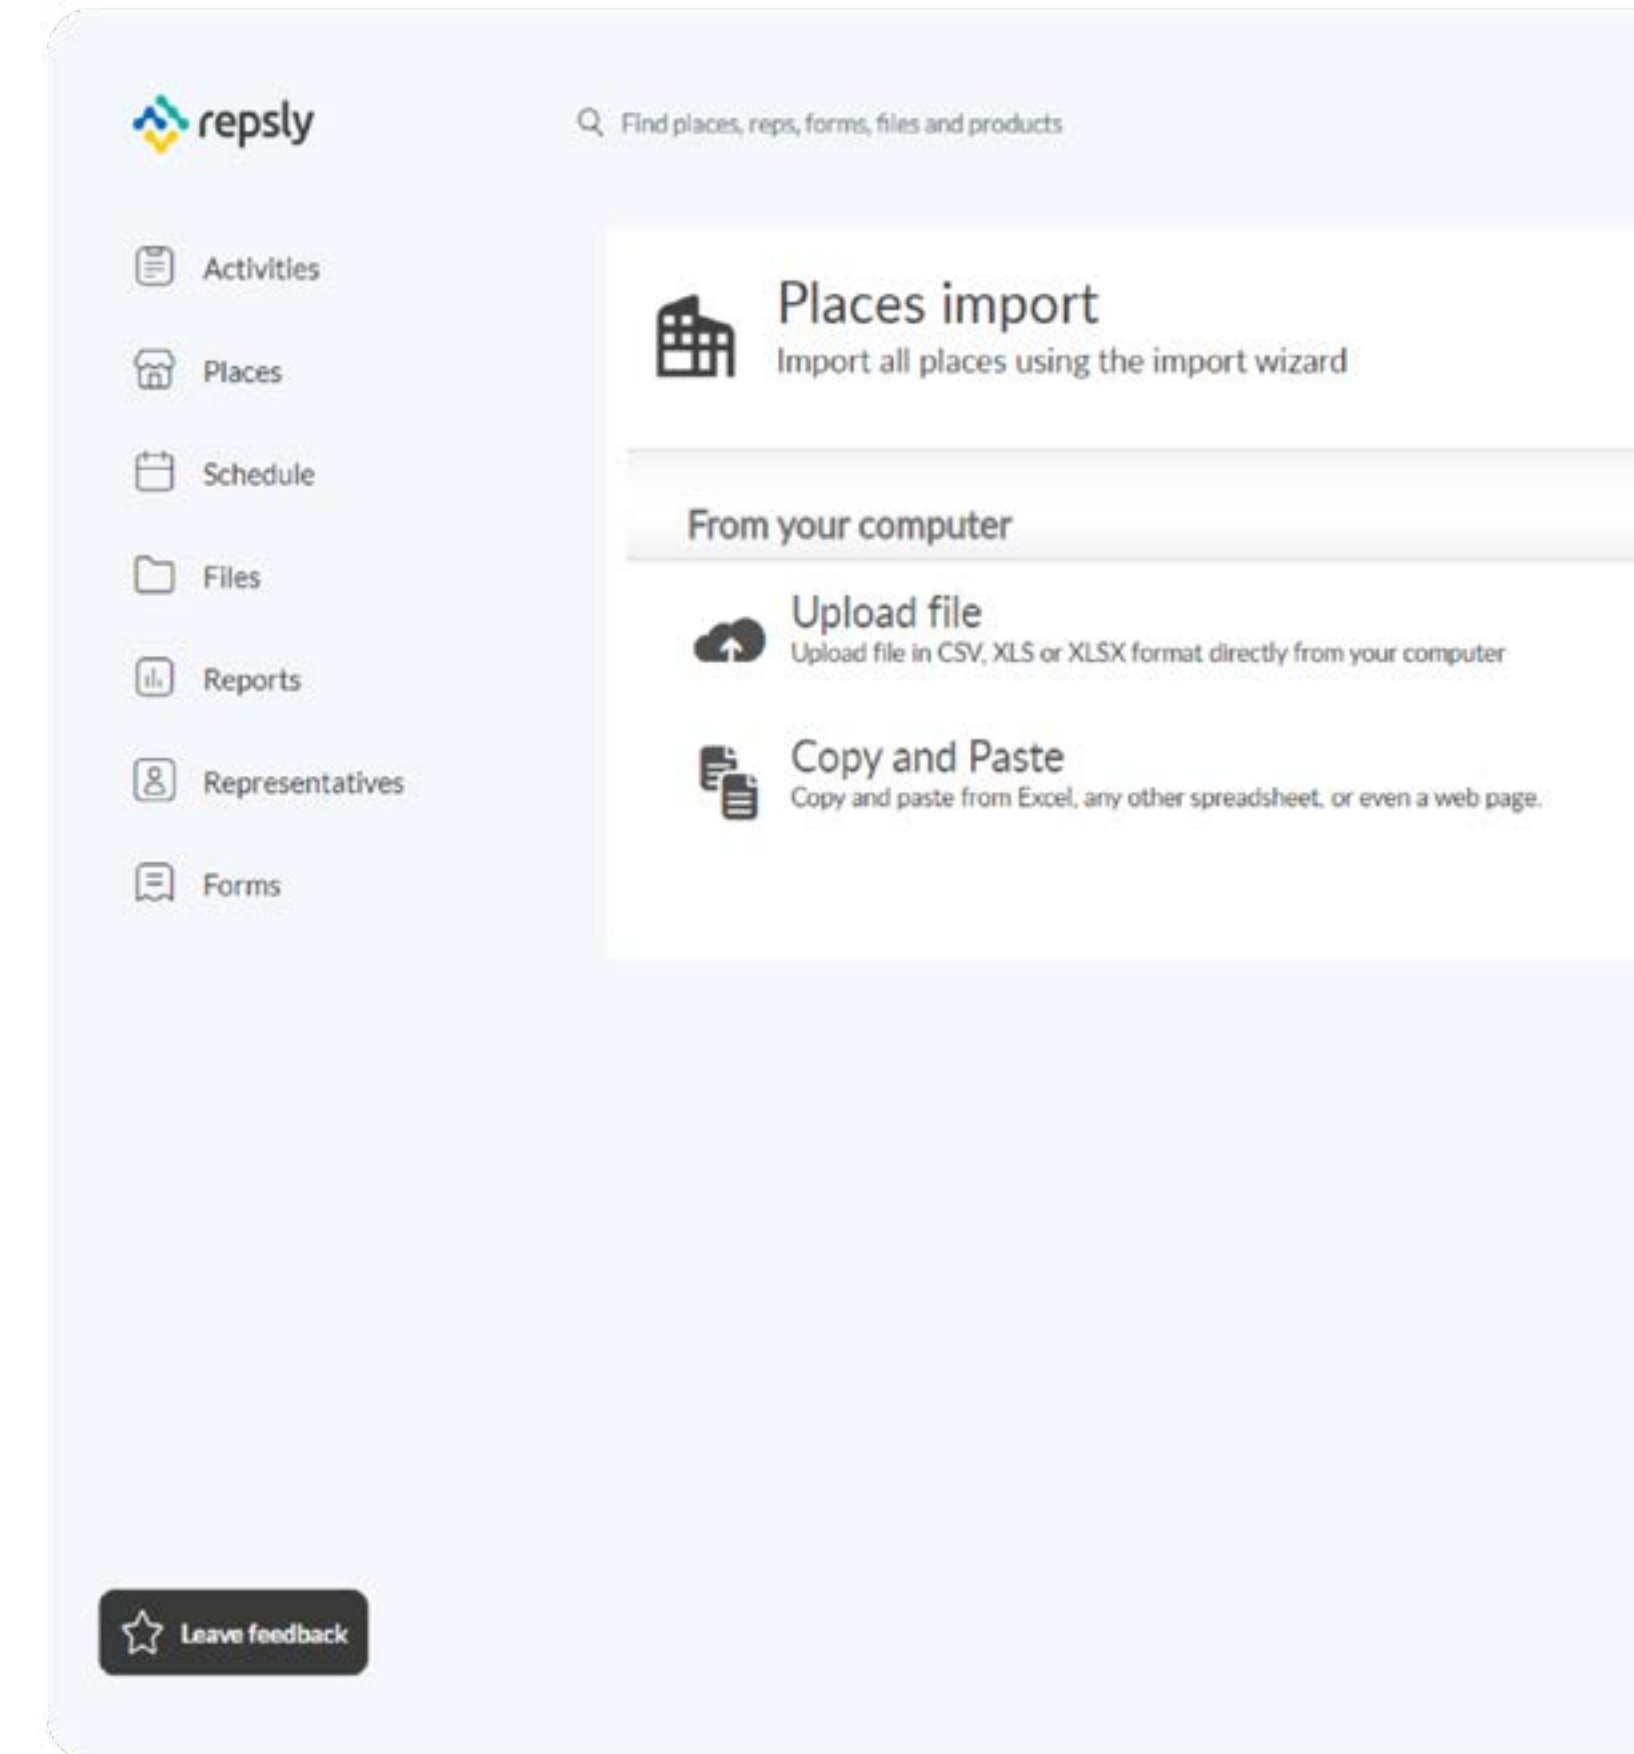 repsly
Find places, reps, forms, files and products
Activities
Places
Schedule
Files
Reports
Representatives
Forms
Places import
Import all places using the import wizard
From your computer
Upload file
Upload file in CSV, XLS or XLSX format directly from your computer
Copy and Paste
Copy and paste from Excel, any other spreadsheet, or even a web page.
Leave feedback